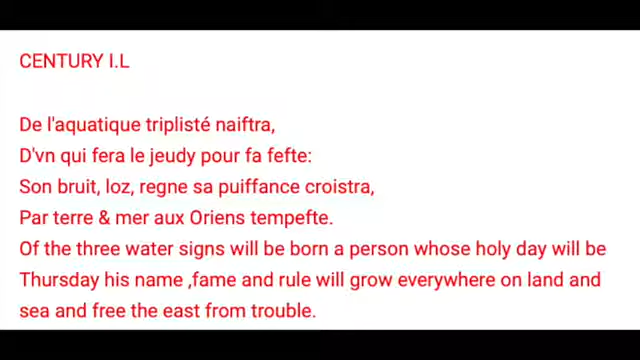 CENTURY I.L
De l'aquatique triplisté naiftra,
D'vn qui fera le jeudy pour fa fefte:
Son bruit, loz, regne sa puiffance croistra,
Par terre & mer aux Oriens tempefte.
Of the three water signs will be born a person whose holy day will be
Thursday his name ,fame and rule will grow everywhere on land and
sea and free the east from trouble.